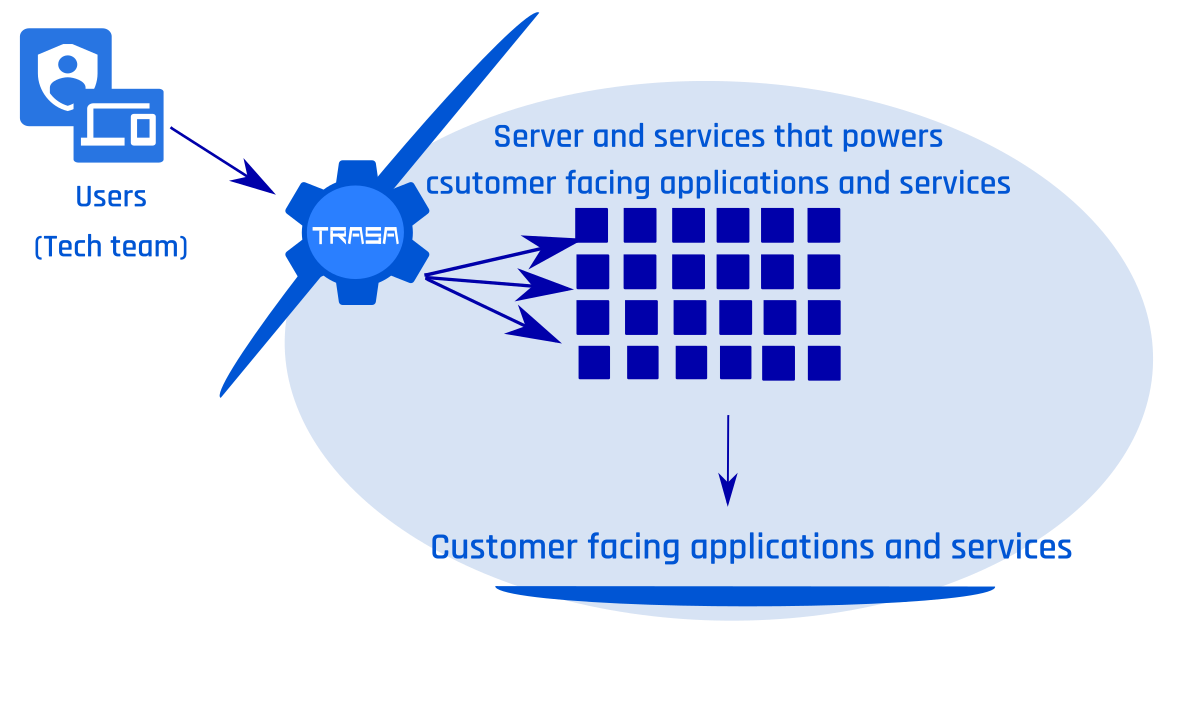 Server and services that powers
csutomer facing applications and services
Users
(Tech team)
TRASA
Customer facing applications and services